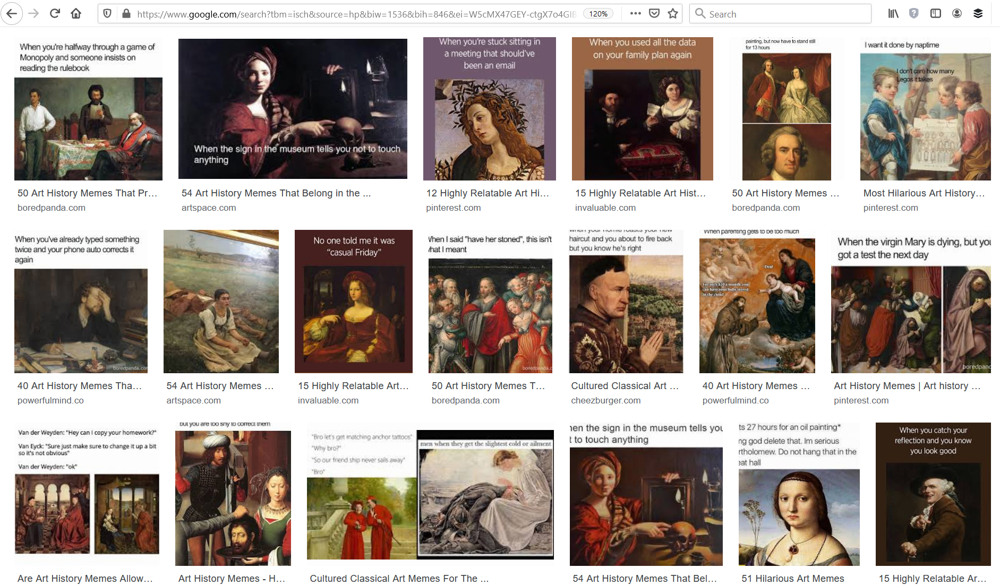 https://www.google.com/search?tbm=isch&source=hp&biw=1536&bih=846&ei=W5cMX47GEY-ctgX7o4GIB
120%
Search
When you're halfway through a game of
Monopoly and someone insists on
reading the rulebook
When the sign in the museum tells you not to touch
anything
When you're stuck sitting in
a meeting that should've
been an email
When you used all the data
on your family plan again
painting, but now have to stand still
for 13 hours
I want it done by naptime
I don't care how many
Legos it takes
50 Art History Memes That Pr...
boredpanda.com
54 Art History Memes That Belong in the ...
artspace.com
12 Highly Relatable Art Hi...
pinterest.com
15 Highly Relatable Art Hist...
invaluable.com
50 Art History Memes ...
boredpanda.com
Most Hilarious Art History...
pinterest.com
When you've already typed something
twice and your phone auto corrects it
again
boredpanda.com
No one told me it was
“casual Friday”
When I said "have her stoned", this isn't
what I meant
boredpanda.c
when your homie roasts your new
haircut and you about to fire back
but you know he's right
When parenting gets to be too much
Deal
For only $20 a month, you
can have your baby stored
in the cloud
When the virgin Mary is dying, but you
got a test the next day
boredpand
40 Art History Memes Tha...
powerfulmind.co
54 Art History Memes ...
artspace.com
15 Highly Relatable Art...
invaluable.com
50 Art History Memes T...
boredpanda.com
Cultured Classical Art ...
cheezburger.com
40 Art History Memes ...
powerfulmind.co
Art History Memes | Art history ...
pinterest.com
Van der Weyden: "Hey can I copy your homework?"
Van Eyck: "Sure just make sure to change it up a bit
so it's not obvious"
Van der Weyden: "ok"
but you are too shy to correct them
"Bro let's get matching anchor tattoos"
"Why bro?"
"So our friend ship never sails away"
"Bro"
men when they get the slightest cold or ailment
hen the sign in the museum tells you
t to touch anything
ts 27 hours for an oil painting*
ng god delete that. Im serious
rtholomew. Do not hang that in the
eat hall
When you catch your
reflection and you know
you look good
Are Art History Memes Allow...
Art History Memes - H...
Cultured Classical Art Memes For The ...
54 Art History Memes That Bel...
51 Hilarious Art Memes
15 Highly Relatable Ar...